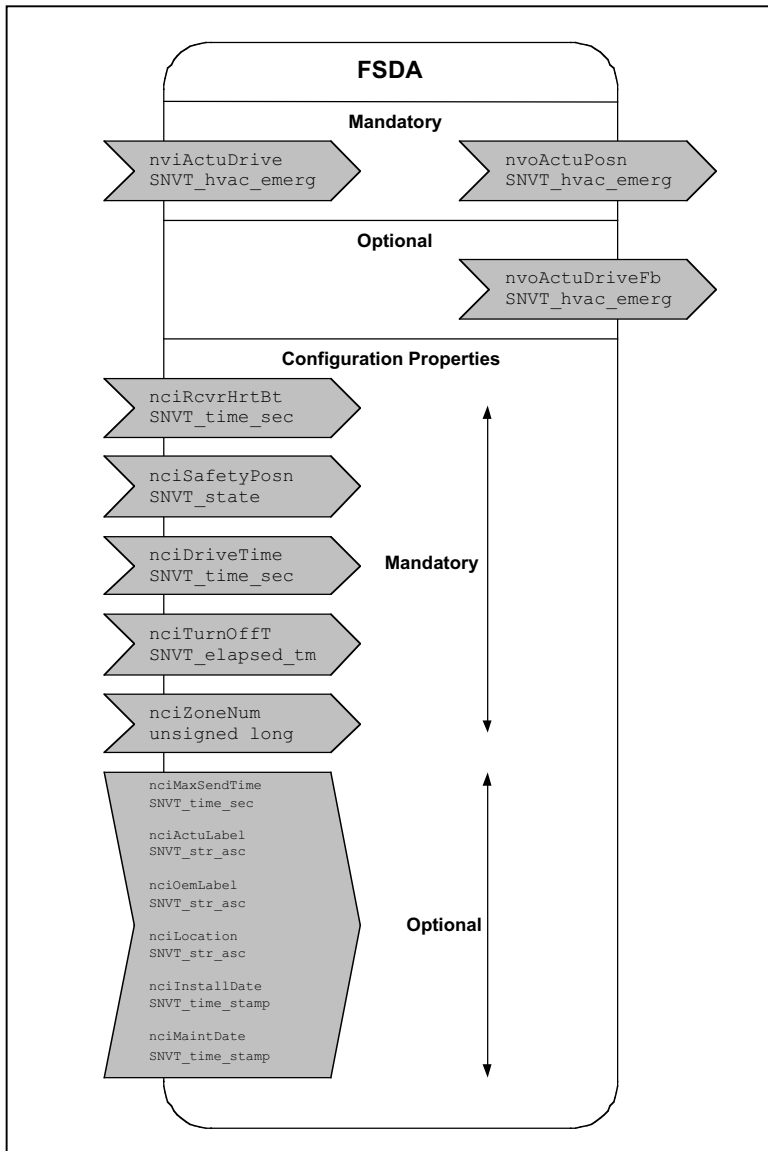 FSDA
Mandatory
nviActuDrive
SNVT_hvac_emerg
nvoActuPosn
SNVT_hvac_emerg
Optional
nvoActuDriveFb
SNVT_hvac_emerg
Configuration Properties
nciRcvrHrtBt
SNVT_time_sec
nciSafetyPosn
SNVT_state
nciDriveTime
SNVT_time_sec
Mandatory
nciTurnOffT
SNVT_elapsed_tm
nciZoneNum
unsigned long
nciMaxSendTime
SNVT_time_sec
nciActuLabel
SNVT_str_asc
nciOemLabel
SNVT_str_asc
nciLocation
SNVT_str_asc
Optional
nciInstallDate
SNVT_time_stamp
nciMaintDate
SNVT_time_stamp